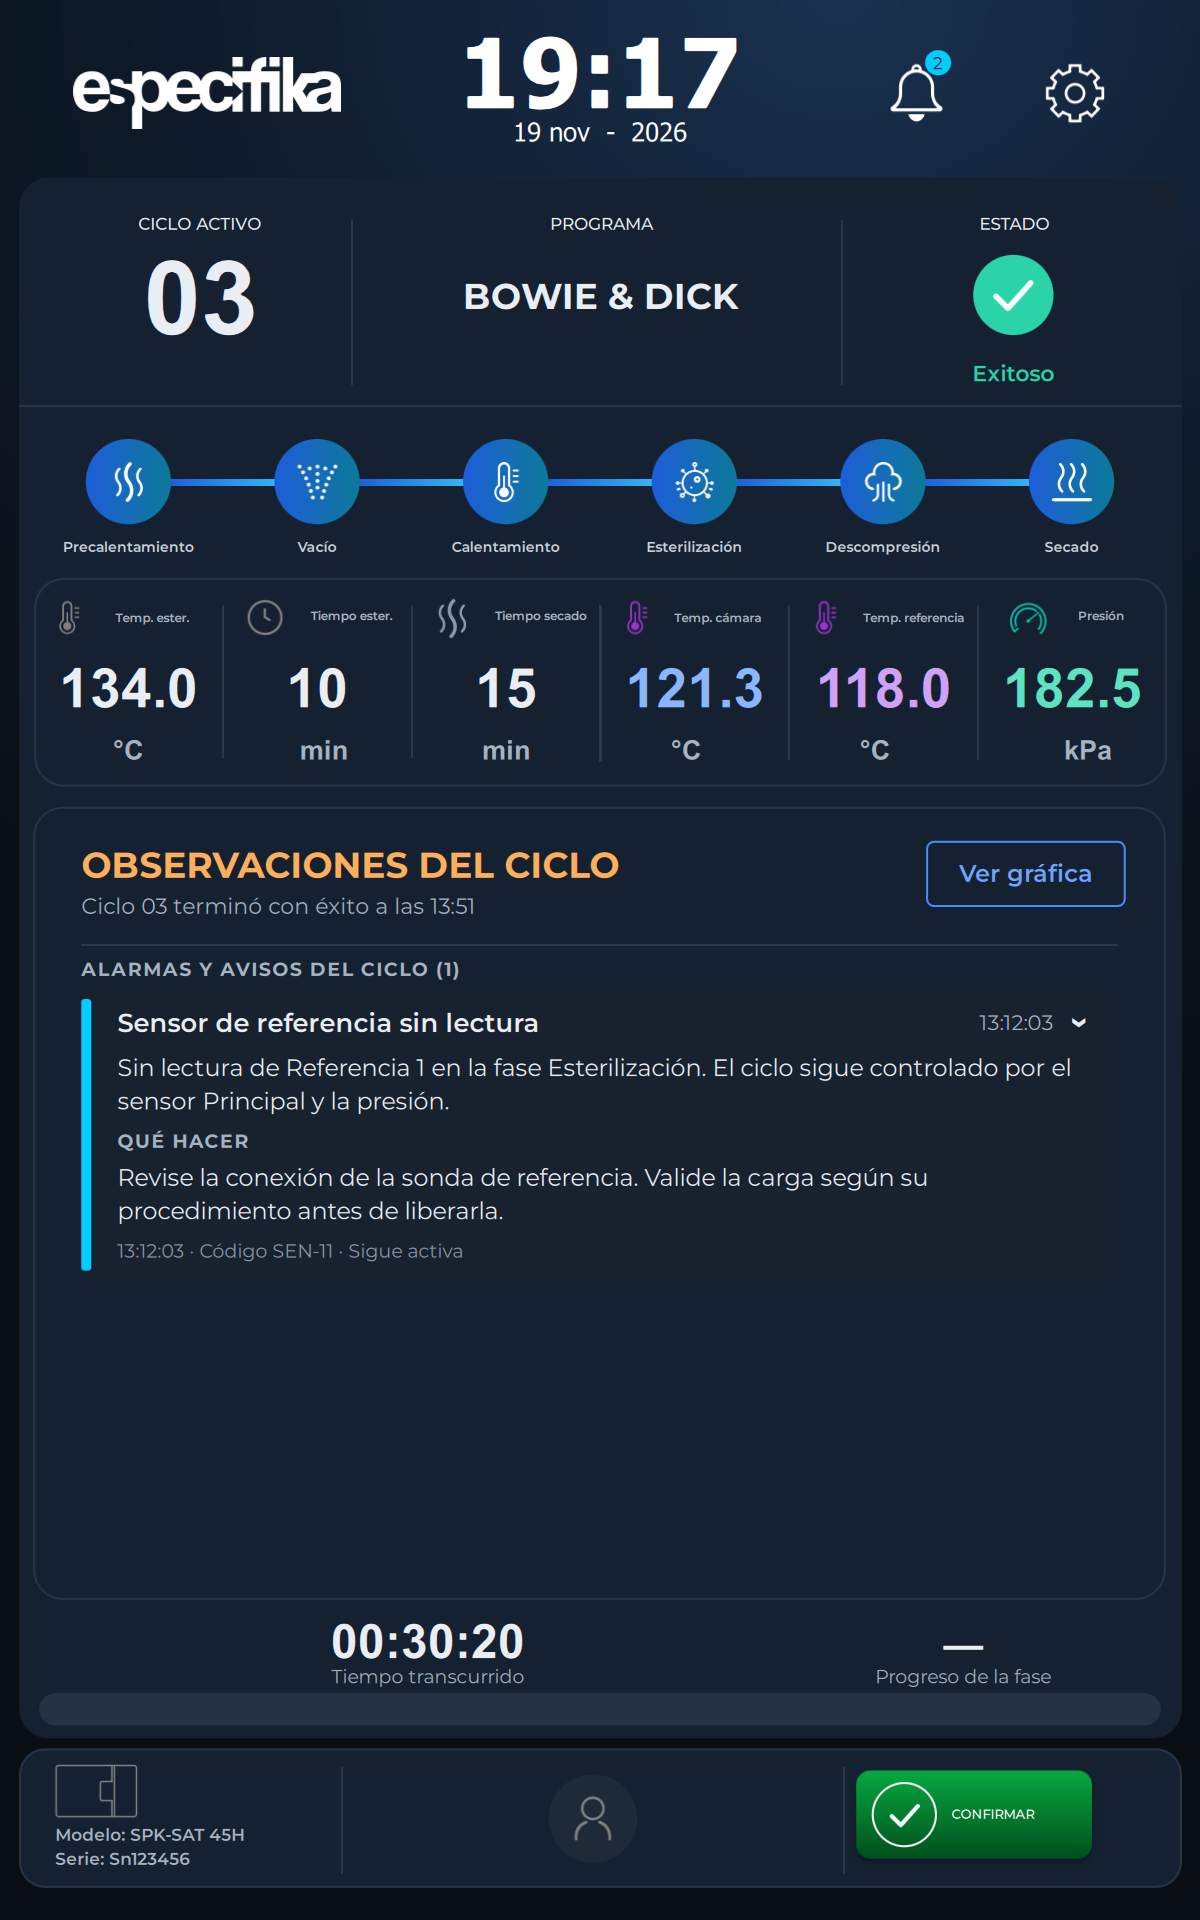 especifika
19:17
19 nov - 2026
2
CICLO ACTIVO
03
PROGRAMA
BOWIE & DICK
ESTADO
Exitoso
Precalentamiento
Vacío
Calentamiento
Esterilización
Descompresión
Secado
Temp. ester.
134.0
°C
Tiempo ester.
10
min
Tiempo secado
15
min
Temp. cámara
121.3
°C
Temp. referencia
118.0
°C
Presión
182.5
kPa
OBSERVACIONES DEL CICLO
Ciclo 03 terminó con éxito a las 13:51
Ver gráfica
ALARMAS Y AVISOS DEL CICLO (1)
Sensor de referencia sin lectura
13:12:03
Sin lectura de Referencia 1 en la fase Esterilización. El ciclo sigue controlado por el
sensor Principal y la presión.
QUÉ HACER
Revise la conexión de la sonda de referencia. Valide la carga según su
procedimiento antes de liberarla.
13:12:03 · Código SEN-11 · Sigue activa
00:30:20
Tiempo transcurrido
—
Progreso de la fase
Modelo: SPK-SAT 45H
Serie: Sn123456
CONFIRMAR